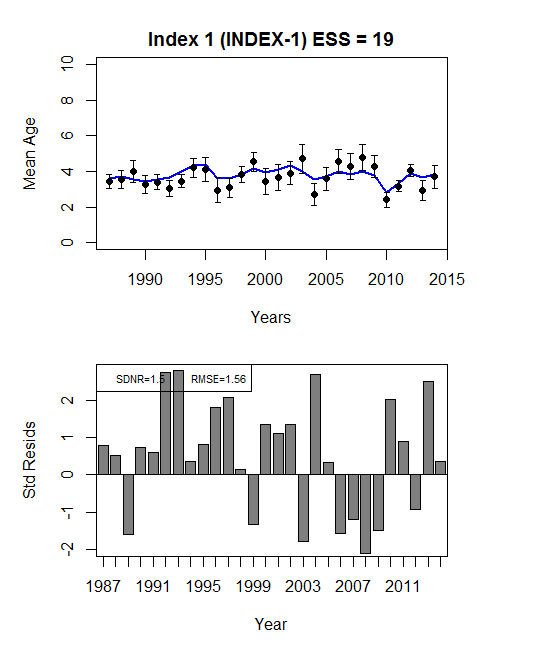 Index 1 (INDEX-1) ESS = 19
Mean Age
10
8
6
4
2
0
1990 1995 2000 2005 2010 2015
Years
SDNR=1.5 RMSE=1.56
Std Resids
2
1
0
-1
-2
1987 1991 1995 1999 2003 2007 2011
Year